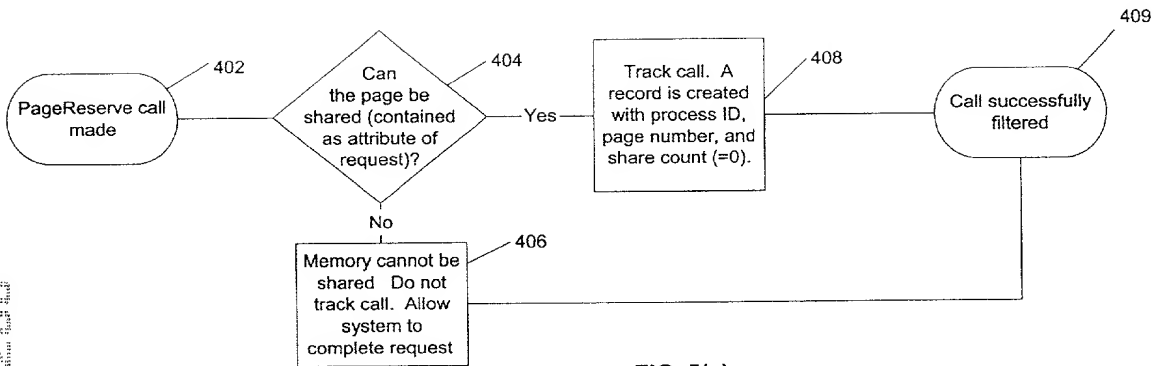 409
402
404
408
PageReserve call
made
Can
the page be
shared (contained
as attribute of
request)?
Yes
Track call. A
record is created
with process ID,
page number, and
share count (=0).
Call successfully
filtered
No
406
Memory cannot be
shared Do not
track call. Allow
system to
complete request